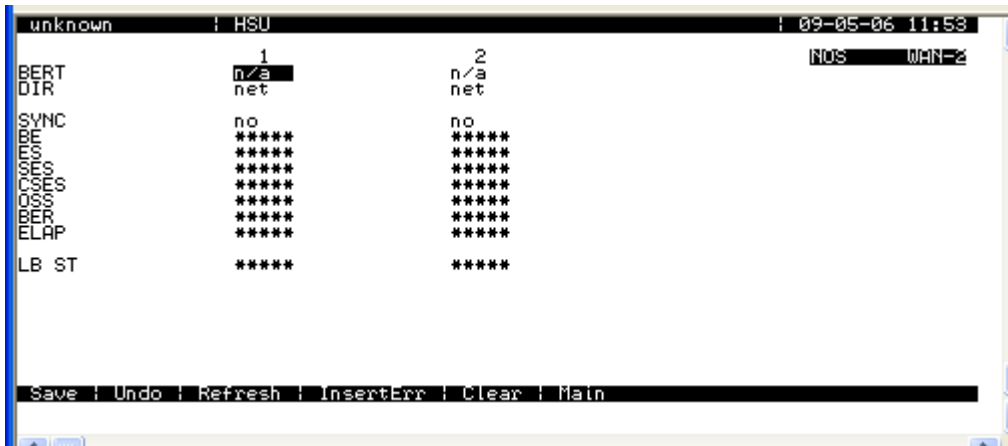 unknown ¦ HSU ¦ 09-05-06 11:53
1 2 NOS WAN-2
BERT n/a n/a
DIR net net
SYNC no no
BE ***** *****
ES ***** *****
SES ***** *****
CSES ***** *****
OSS ***** *****
BER ***** *****
ELAP ***** *****
LB ST ***** *****
Save ¦ Undo ¦ Refresh ¦ InsertErr ¦ Clear ¦ Main